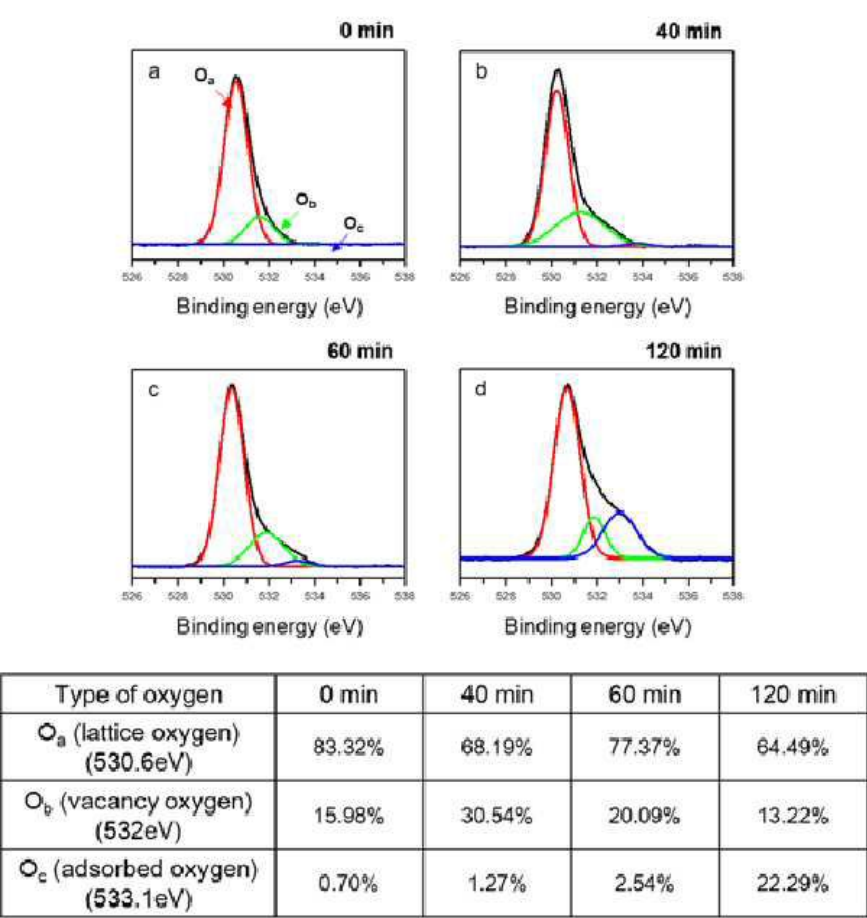 0 min
40 min
a
Oa
Ob
Oc
b
526 528 530 532 534 536 538
526 528 530 532 534 536 538
Binding energy (eV)
Binding energy (eV)
60 min
120 min
c
d
526 528 530 532 534 536 538
526 528 530 532 534 536 538
Binding energy (eV)
Binding energy (eV)
Type of oxygen 0 min 40 min 60 min 120 min
Oa (lattice oxygen)
(530.6eV) 83.32% 68.19% 77.37% 64.49%
Ob (vacancy oxygen)
(532eV) 15.98% 30.54% 20.09% 13.22%
Oc (adsorbed oxygen)
(533.1eV) 0.70% 1.27% 2.54% 22.29%